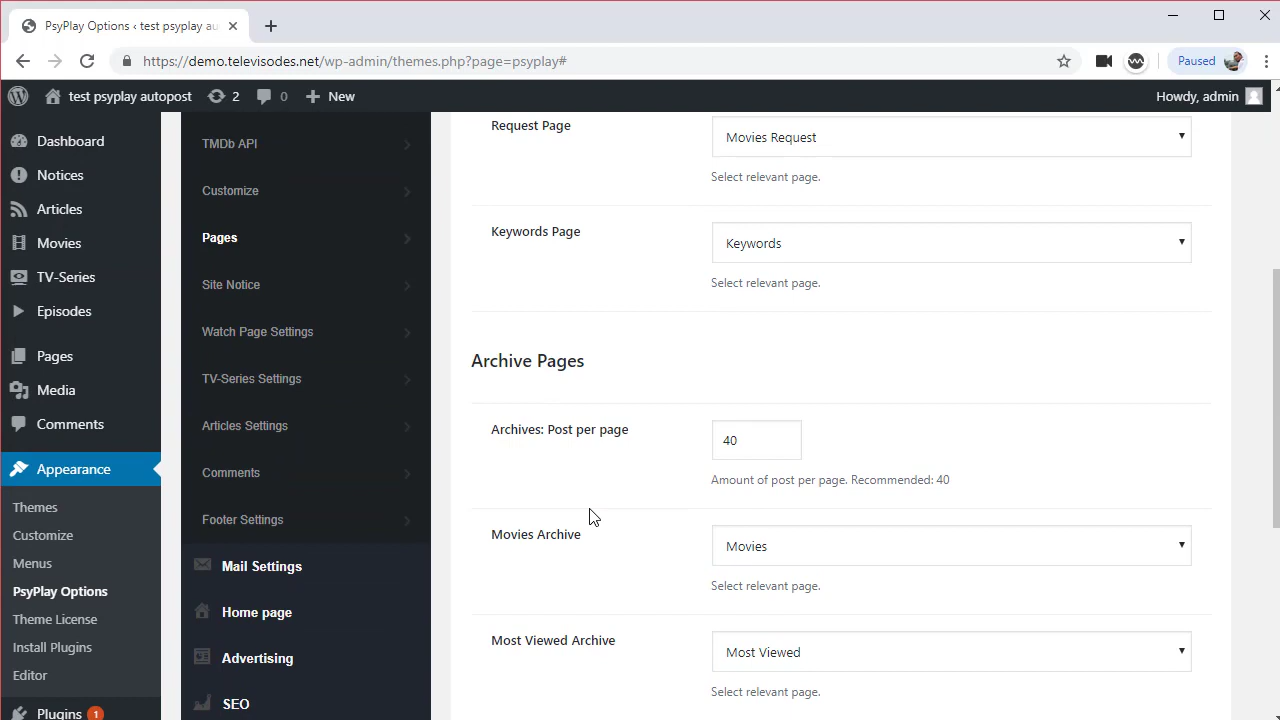 PsyPlay Options ‹ test psyplay au
https://demo.televisodes.net/wp-admin/themes.php?page=psyplay#
Paused
test psyplay autopost
2
0
New
Howdy, admin
Dashboard
Notices
Articles
Movies
TV-Series
Episodes
Pages
Media
Comments
Appearance
Themes
Customize
Menus
PsyPlay Options
Theme License
Install Plugins
Editor
Plugins 1
TMDb API
Customize
Pages
Site Notice
Watch Page Settings
TV-Series Settings
Articles Settings
Comments
Footer Settings
Mail Settings
Home page
Advertising
SEO
Request Page
Movies Request
Select relevant page.
Keywords Page
Keywords
Select relevant page.
Archive Pages
Archives: Post per page
40
Amount of post per page. Recommended: 40
Movies Archive
Movies
Select relevant page.
Most Viewed Archive
Most Viewed
Select relevant page.